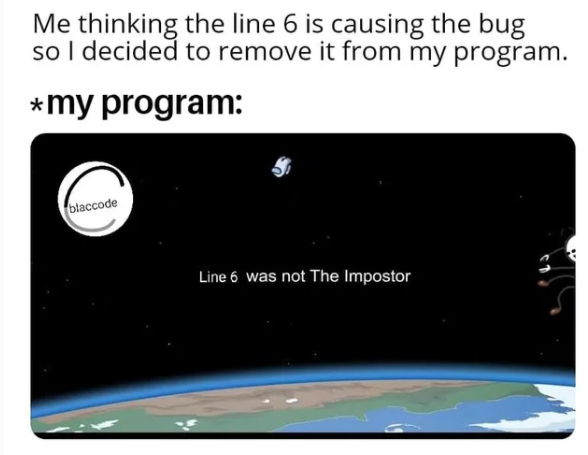 Me thinking the line 6 is causing the bug
so I decided to remove it from my program.
*my program:
blaccode
Line 6 was not The Impostor